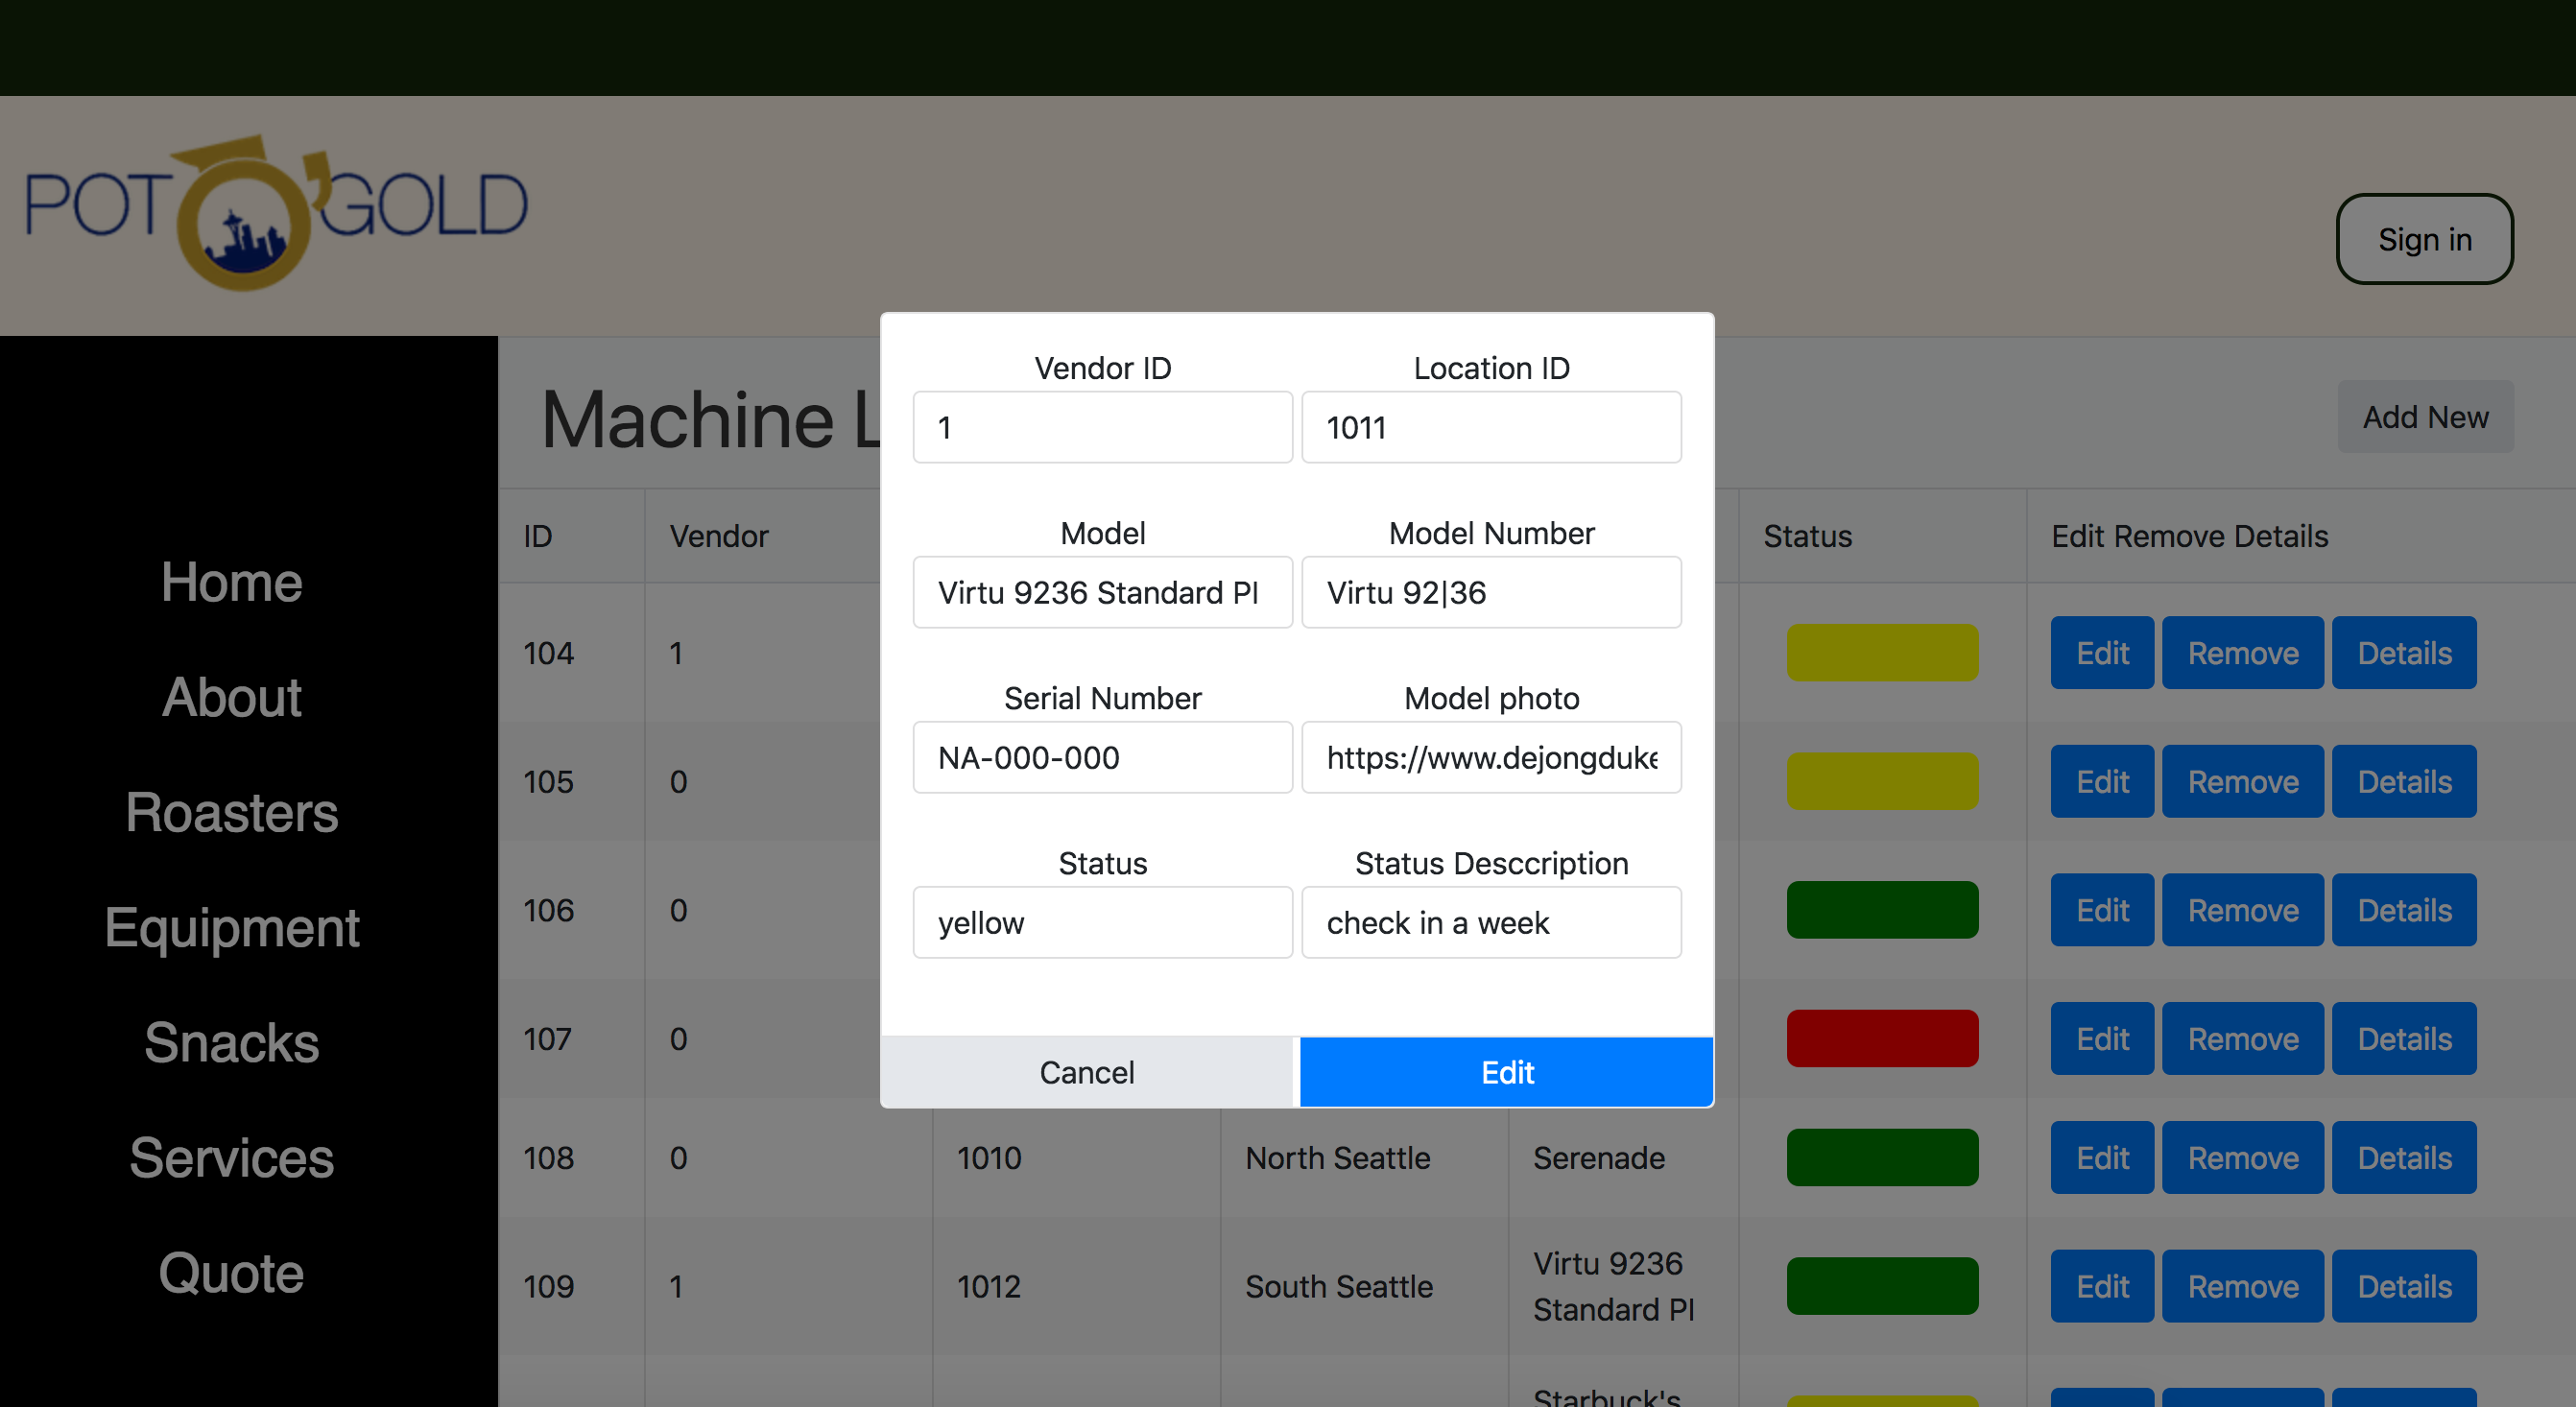 POT O'GOLD
Sign in
Machine L
Add New
Home
About
Roasters
Equipment
Snacks
Services
Quote
ID Vendor Status Edit Remove Details
104 1 Edit Remove Details
105 0 Edit Remove Details
106 0 Edit Remove Details
107 0 Edit Remove Details
108 0 1010 North Seattle Serenade Edit Remove Details
109 1 1012 South Seattle Virtu 9236 Edit Remove Details
Standard PI
Starbuck's
Vendor ID Location ID
1 1011
Model Model Number
Virtu 9236 Standard PI Virtu 92|36
Serial Number Model photo
NA-000-000 https://www.dejongduke
Status Status Desccription
yellow check in a week
Cancel Edit